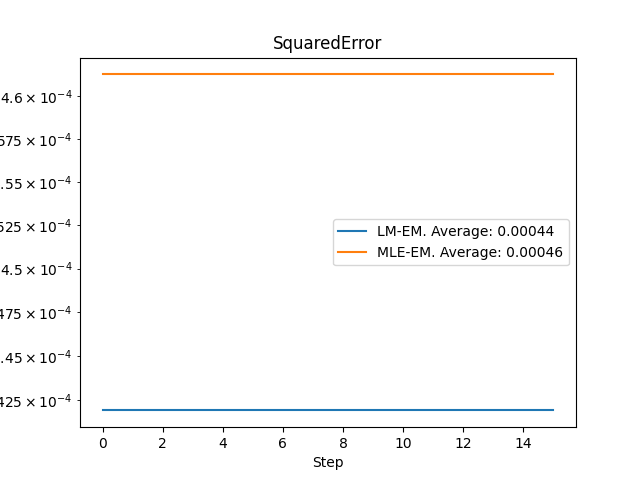 SquaredError
4.6 × 10⁻⁴
575 × 10⁻⁴
.55 × 10⁻⁴
525 × 10⁻⁴
4.5 × 10⁻⁴
475 × 10⁻⁴
.45 × 10⁻⁴
425 × 10⁻⁴
LM-EM. Average: 0.00044
MLE-EM. Average: 0.00046
0 2 4 6 8 10 12 14
Step